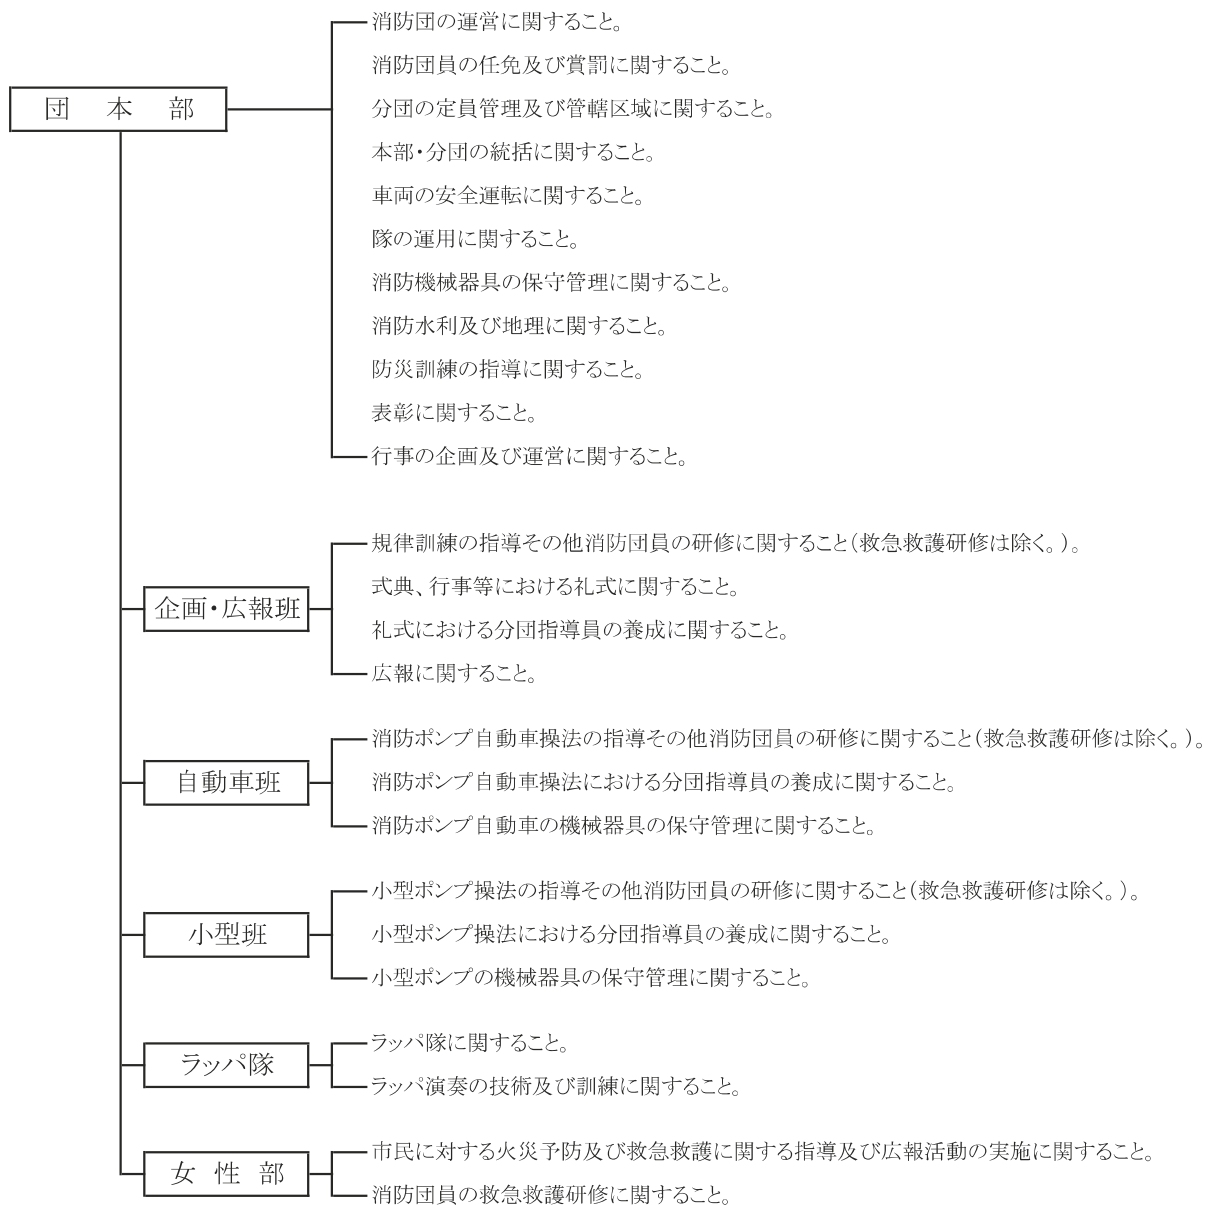 消防団の運営に関すること。
消防団員の任免及び賞罰に関すること。
団本部
分団の定員管理及び管轄区域に関すること。
本部・分団の統括に関すること。
車両の安全運転に関すること。
隊の運用に関すること。
消防機械器具の保守管理に関すること。
消防水利及び地理に関すること。
防災訓練の指導に関すること。
表彰に関すること。
行事の企画及び運営に関すること。
企画・広報班
規律訓練の指導その他消防団員の研修に関すること(救急救護研修は除く。)。
式典、行事等における礼式に関すること。
礼式における分団指導員の養成に関すること。
広報に関すること。
自動車班
消防ポンプ自動車操法の指導その他消防団員の研修に関すること(救急救護研修は除く。)。
消防ポンプ自動車操法における分団指導員の養成に関すること。
消防ポンプ自動車の機械器具の保守管理に関すること。
小型班
小型ポンプ操法の指導その他消防団員の研修に関すること(救急救護研修は除く。)。
小型ポンプ操法における分団指導員の養成に関すること。
小型ポンプの機械器具の保守管理に関すること。
ラッパ隊
ラッパ隊に関すること。
ラッパ演奏の技術及び訓練に関すること。
女性部
市民に対する火災予防及び救急救護に関する指導及び広報活動の実施に関すること。
消防団員の救急救護研修に関すること。